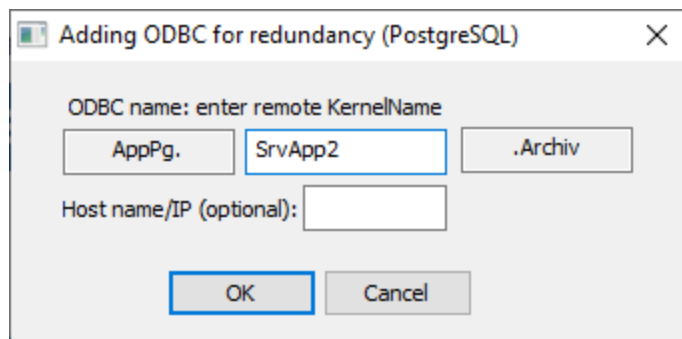 Adding ODBC for redundancy (PostgreSQL)
ODBC name: enter remote KernelName
AppPg. SrvApp2 .Archiv
Host name/IP (optional):
OK Cancel